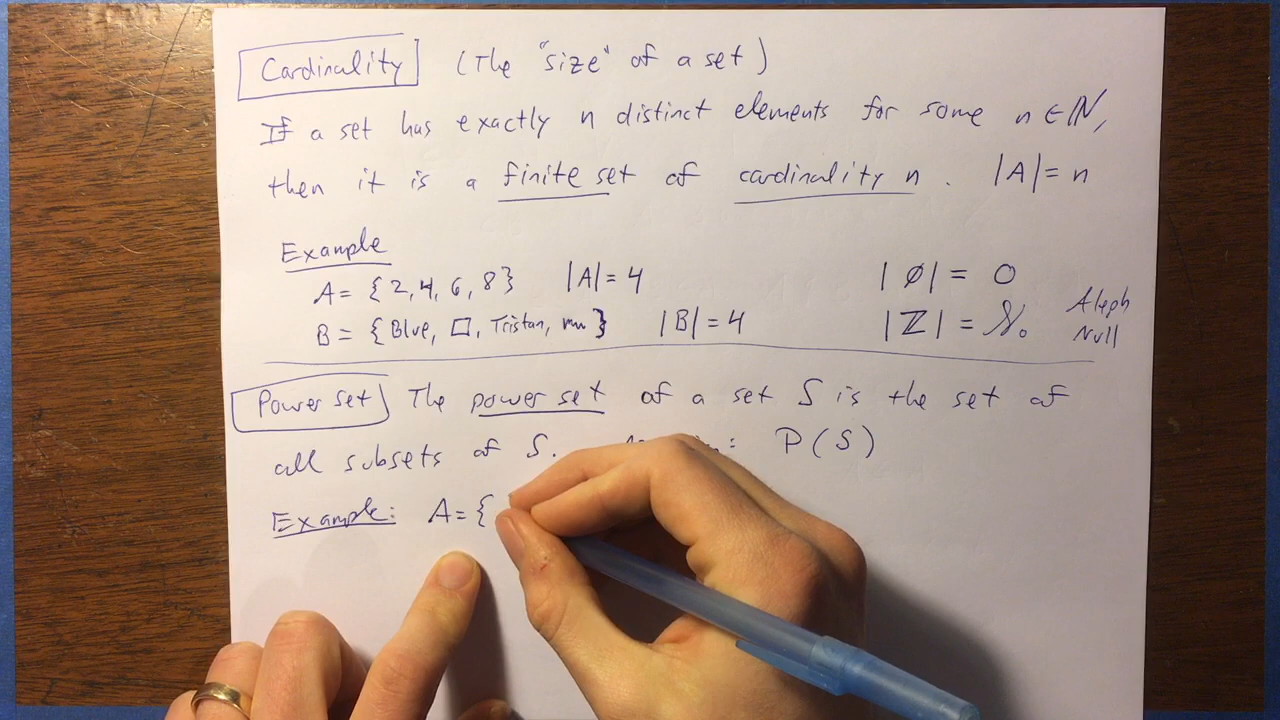 Cardinality (The "size" of a set)
If a set has exactly n distinct elements for some n ∈ ℕ,
then it is a finite set of cardinality n. |A| = n
Example
A = {2, 4, 6, 8} |A| = 4 |∅| = 0
B = {Blue, □, Tristan, } |B| = 4 |ℤ| = ℵ₀ Aleph Null
Power set The power set of a set S is the set of
all subsets of S. P(S)
Example: A = {